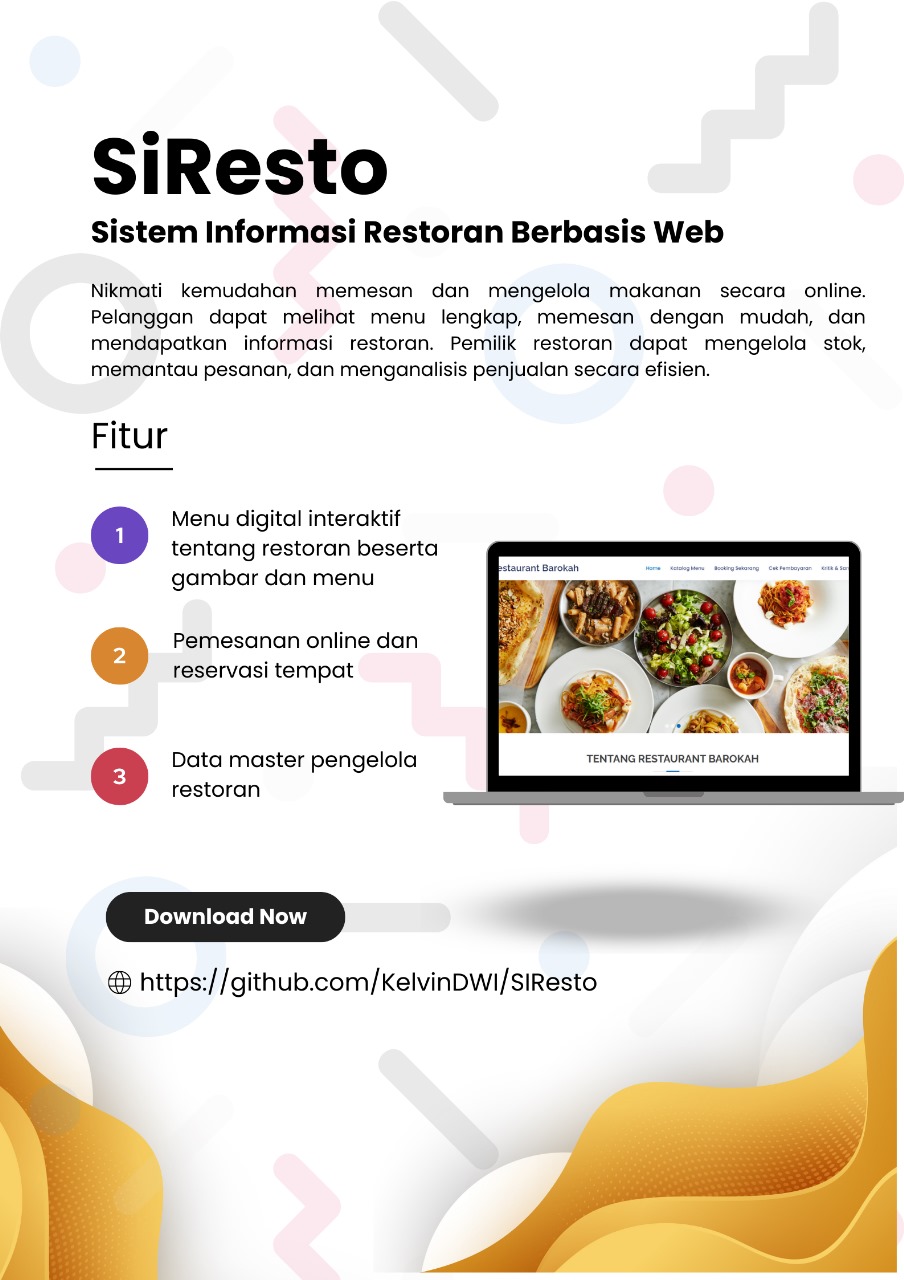 SiResto
Sistem Informasi Restoran Berbasis Web
Nikmati kemudahan memesan dan mengelola makanan secara online.
Pelanggan dapat melihat menu lengkap, memesan dengan mudah, dan
mendapatkan informasi restoran. Pemilik restoran dapat mengelola stok,
memantau pesanan, dan menganalisis penjualan secara efisien.
Fitur
1
Menu digital interaktif
tentang restoran beserta
gambar dan menu
2
Pemesanan online dan
reservasi tempat
3
Data master pengelola
restoran
estaurant Barokah
Home Katalog Menu Booking Sekarang Cek Pembayaran Kritik & Sar
TENTANG RESTAURANT BAROKAH
Download Now
https://github.com/KelvinDWI/SIResto